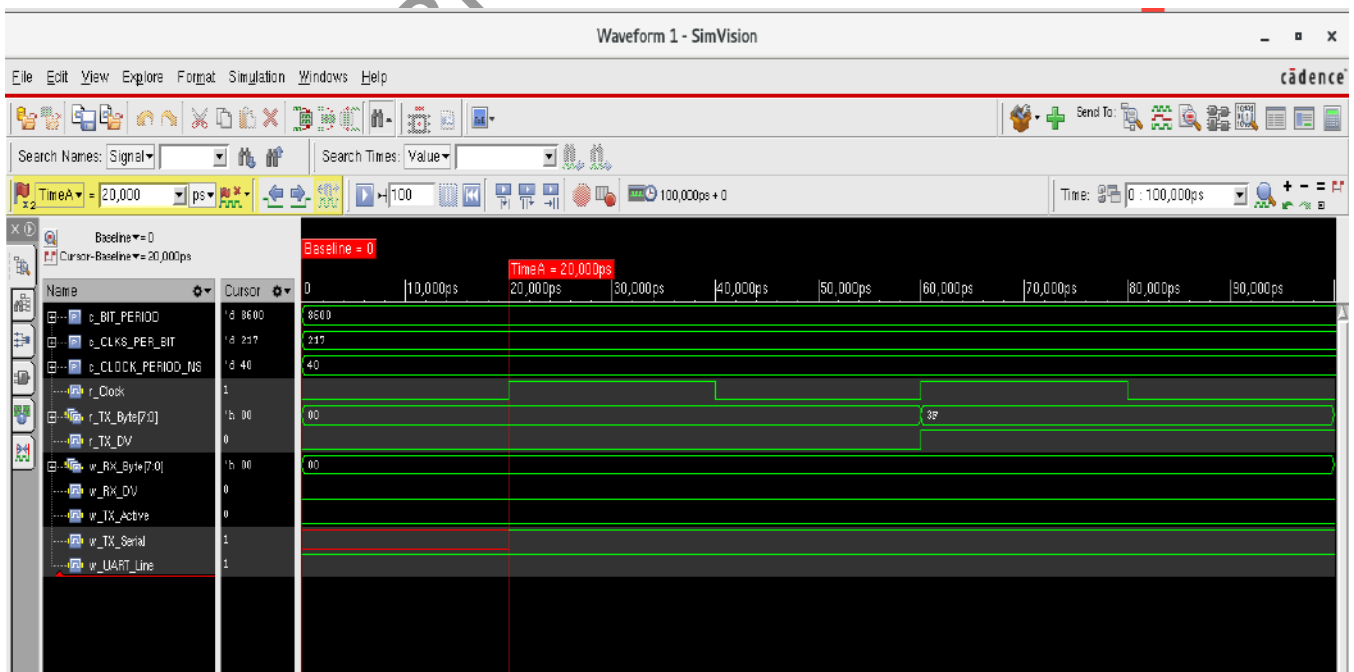 Waveform 1 - SimVision
File Edit View Explore Format Simulation Windows Help
cādence
Send To:
Search Names: Signal Search Times: Value
TimeA = 20,000 ps 100 100,000ps + 0 Time: 0 : 100,000ps
Baseline = 0
Cursor-Baseline = 20,000ps
Baseline = 0
TimeA = 20,000ps
Name Cursor 0 10,000ps 20,000ps 30,000ps 40,000ps 50,000ps 60,000ps 70,000ps 80,000ps 90,000ps
c_BIT_PERIOD 'd 8600 8600
c_CLKS_PER_BIT 'd 217 217
c_CLOCK_PERIOD_NS 'd 40 40
r_Clock 1
r_TX_Byte[7:0] 'h 00 00 3F
r_TX_DV 0
w_RX_Byte[7:0] 'h 00 00
w_RX_DV 0
w_TX_Active 0
w_TX_Serial 1
w_UART_Line 1